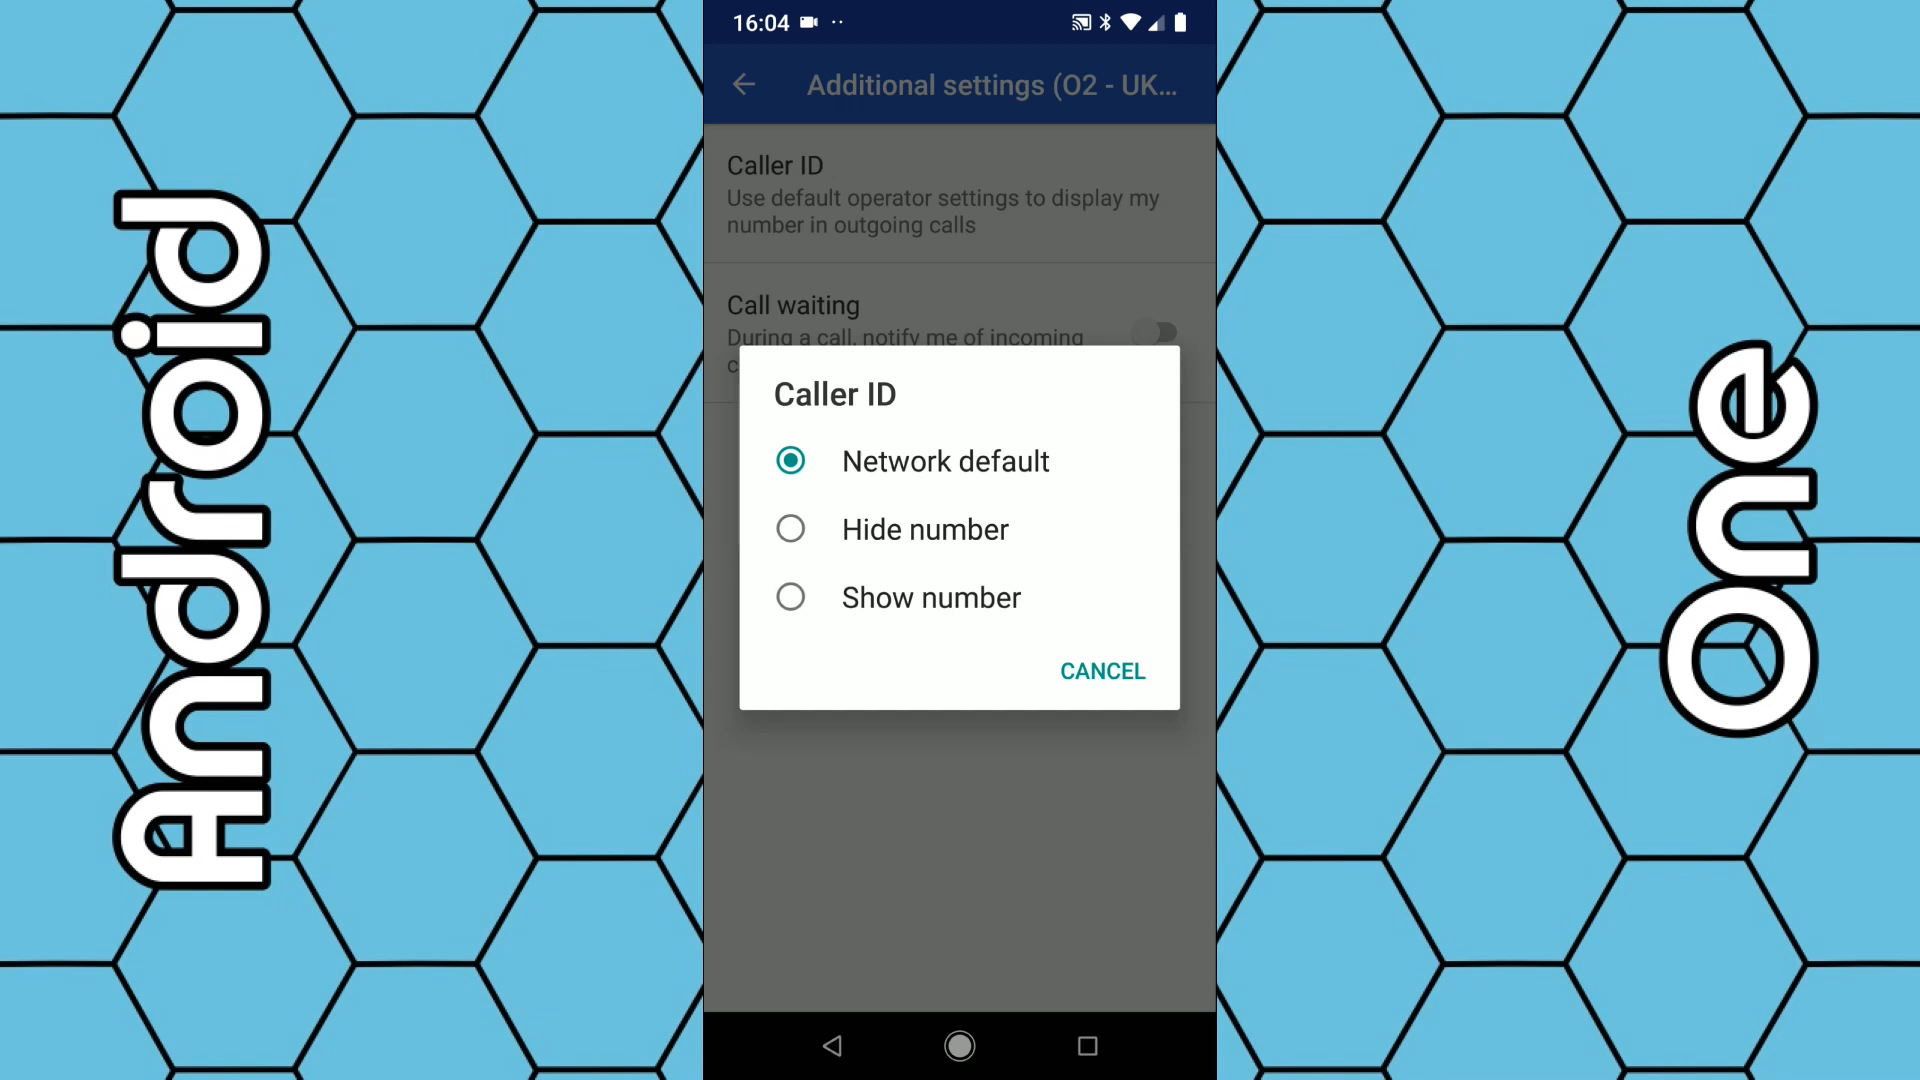 Android
16:04
Additional settings (O2 - UK...
Caller ID
Use default operator settings to display my
number in outgoing calls
Call waiting
During a call, notify me of incoming
c
Caller ID
Network default
Hide number
Show number
CANCEL
One